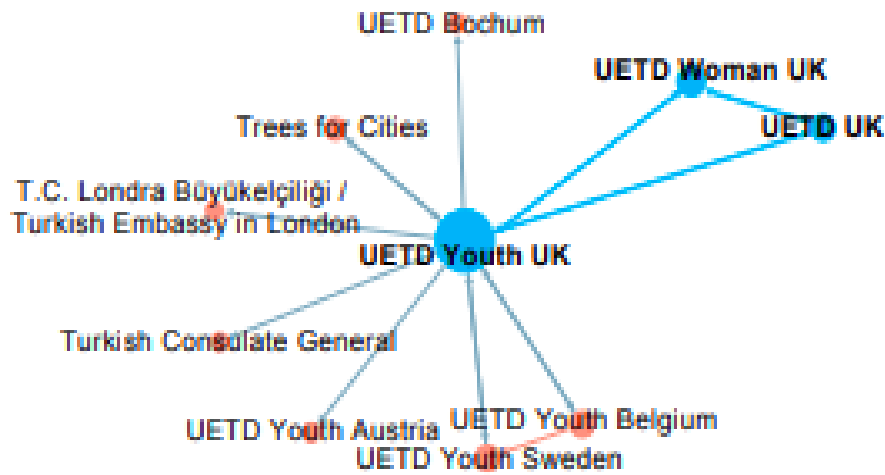 UETD Bochum
UETD Woman UK
Trees for Cities
UETD UK
T.C. Londra Büyükelçiliği /
Turkish Embassy in London
UETD Youth UK
Turkish Consulate General
UETD Youth Belgium
UETD Youth Austria
UETD Youth Sweden